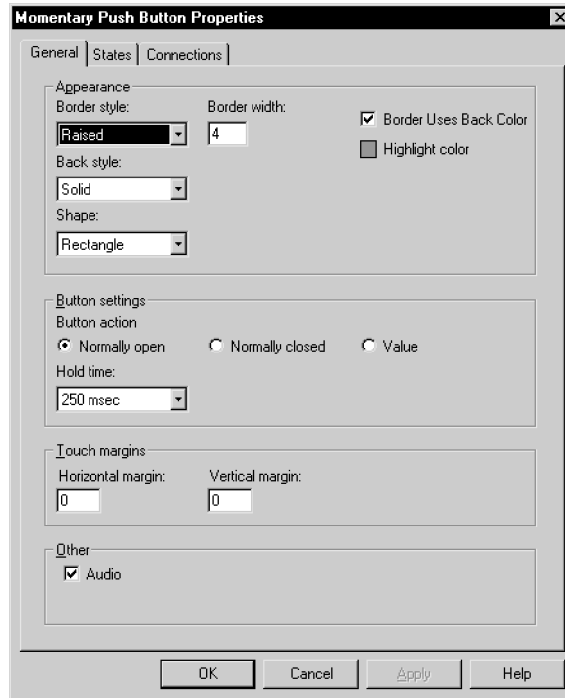 Momentary Push Button Properties
General States Connections
Appearance
Border style:
Border width:
Raised
4
Border Uses Back Color
Highlight color
Back style:
Solid
Shape:
Rectangle
Button settings
Button action
Normally open
Normally closed
Value
Hold time:
250 msec
Touch margins
Horizontal margin:
Vertical margin:
0
0
Other
Audio
OK
Cancel
Apply
Help